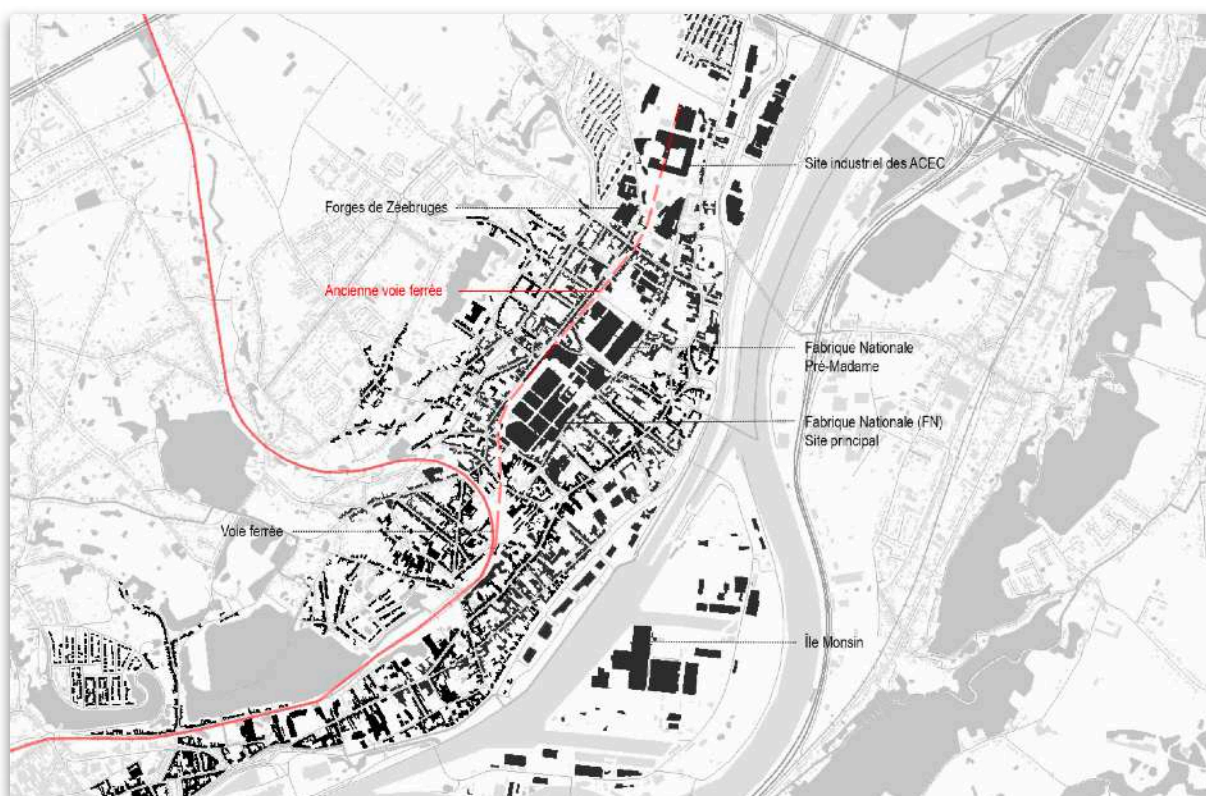 Site industriel des ACEC
Forges de Zéebruges
Ancienne voie ferrée
Fabrique Nationale
Pré-Madame
Fabrique Nationale (FN)
Site principal
Voie ferrée
Île Monsin